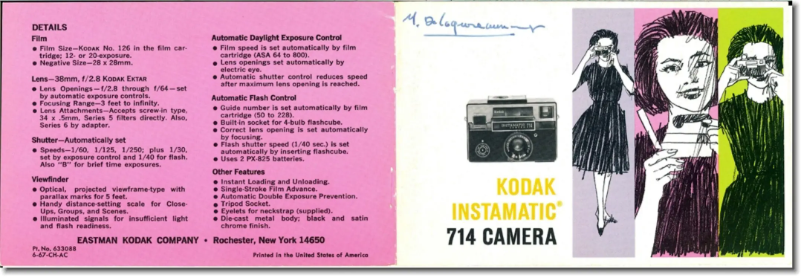 DETAILS
Film
• Film Size—KODAK No. 126 in the film car-
tridge; 12- or 20-exposure.
• Negative Size—28 x 28mm.
Lens—38mm, f/2.8 KODAK EKTAR
• Lens Openings—f/2.8 through f/64—set
by automatic exposure controls.
• Focusing Range—3 feet to infinity.
• Lens Attachments—Accepts screw-in type,
34 x .5mm, Series 5 filters directly. Also,
Series 6 by adapter.
Shutter—Automatically set
• Speeds—1/60, 1/125, 1/250; plus 1/30,
set by exposure control and 1/40 for flash.
Also "B" for brief time exposures.
Viewfinder
• Optical, projected viewframe-type with
parallax marks for 5 feet.
• Handy distance-setting scale for Close-
Ups, Groups, and Scenes.
• Illuminated signals for insufficient light
and flash readiness.
Automatic Daylight Exposure Control
• Film speed is set automatically by film
cartridge (ASA 64 to 800).
• Lens openings set automatically by
electric eye.
• Automatic shutter control reduces speed
after maximum lens opening is reached.
Automatic Flash Control
• Guide number is set automatically by film
cartridge (50 to 228).
• Built-in socket for 4-bulb flashcube.
• Correct lens opening is set automatically
by focusing.
• Flash shutter speed (1/40 sec.) is set
automatically by inserting flashcube.
• Uses 2 PX-825 batteries.
Other Features
• Instant Loading and Unloading.
• Single-Stroke Film Advance.
• Automatic Double Exposure Prevention.
• Tripod Socket.
• Eyelets for neckstrap (supplied).
• Die-cast metal body; black and satin
chrome finish.
EASTMAN KODAK COMPANY • Rochester, New York 14650
Pt. No. 633088
6-67-CH-AC
Printed in the United States of America
M.
KODAK
INSTAMATIC®
714 CAMERA